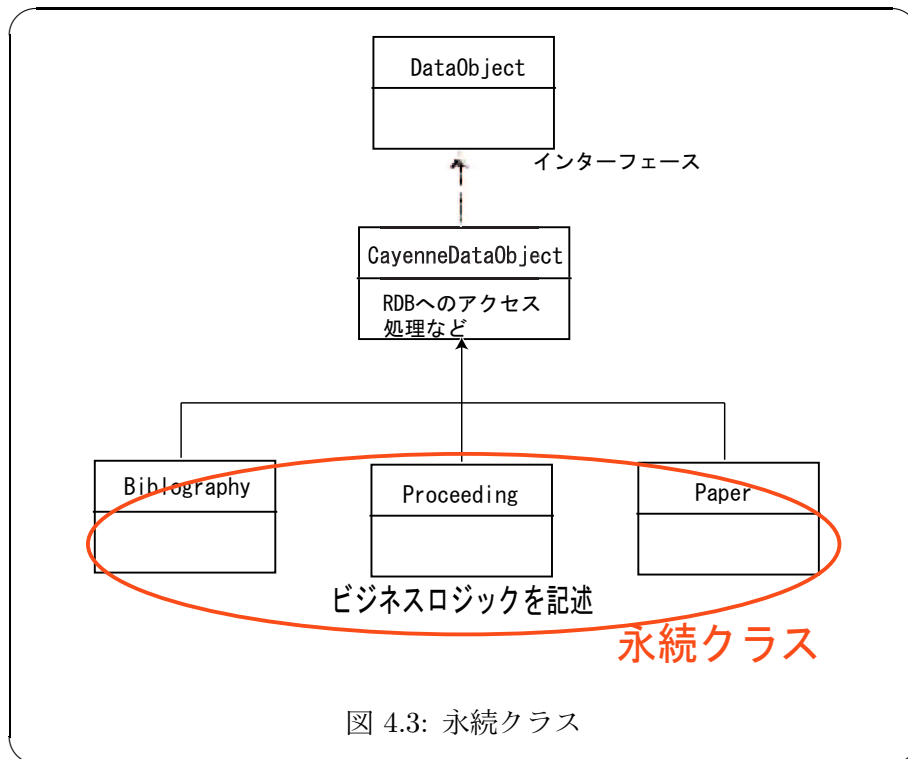 DataObject
インターフェース
CayenneDataObject
RDBへのアクセス
処理など
Biblography
Proceeding
Paper
ビジネスロジックを記述
永続クラス
図 4.3: 永続クラス